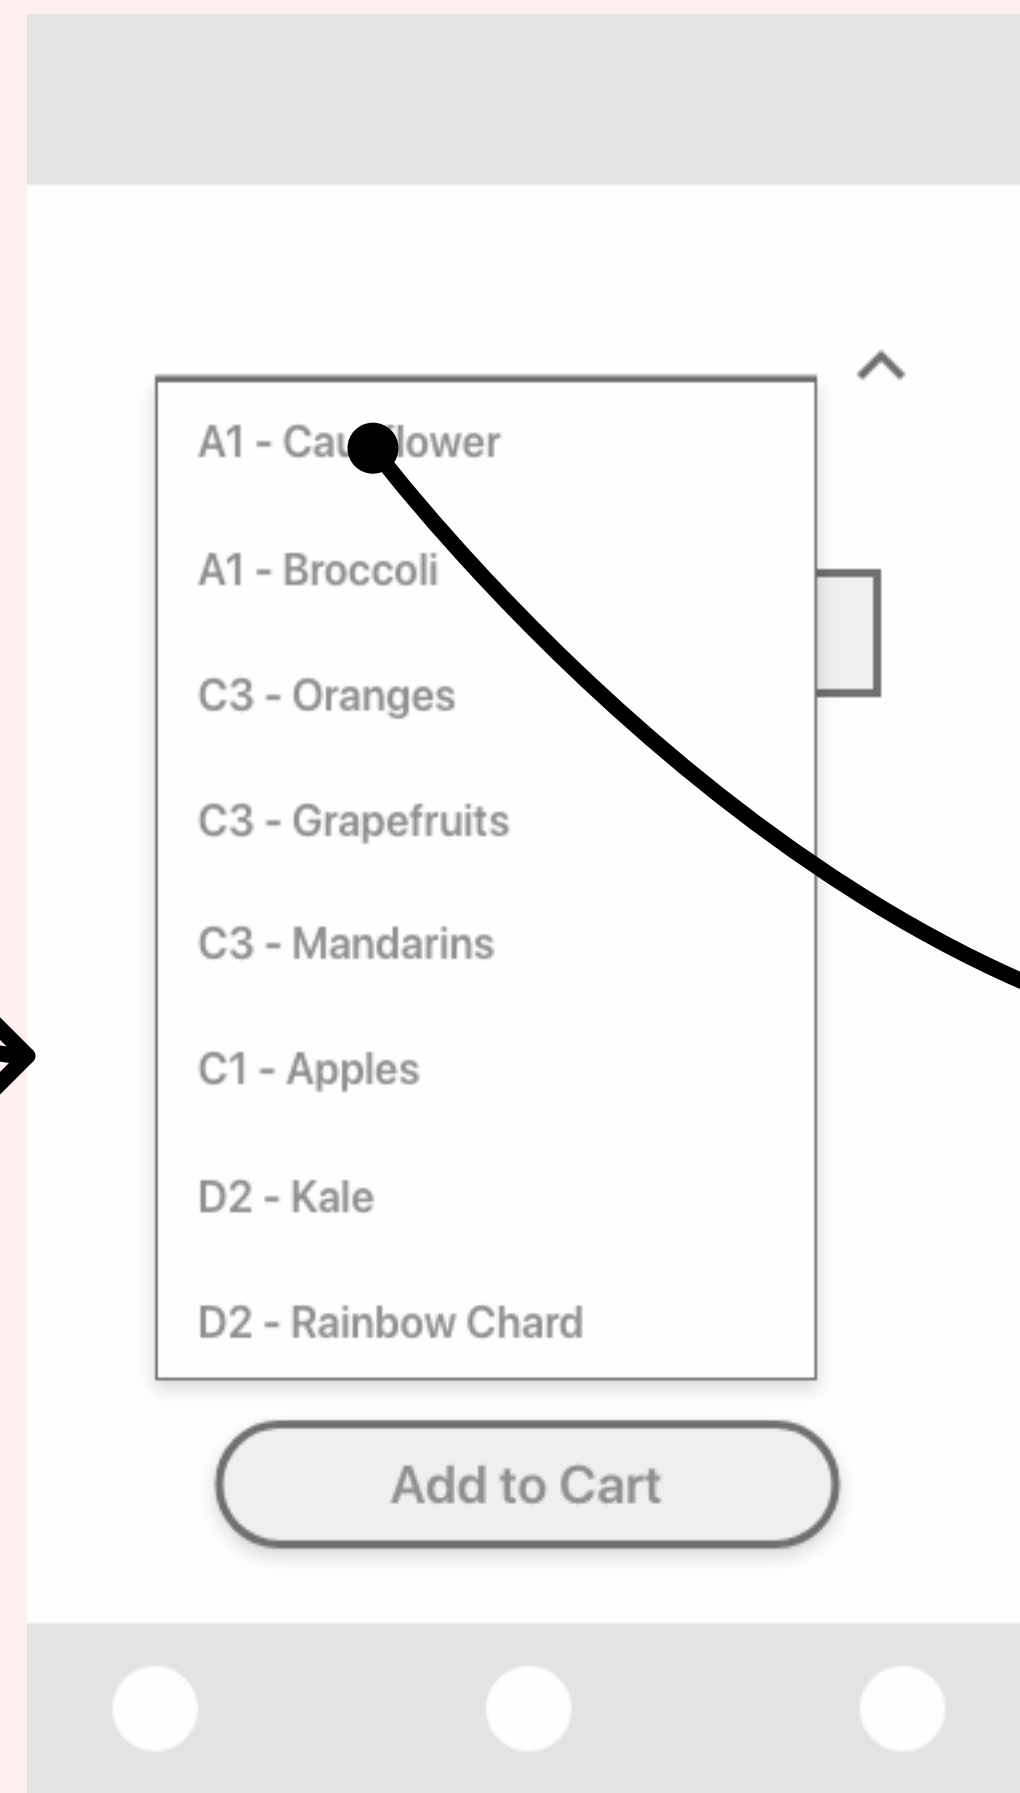 A1 - Cauliflower
A1 - Broccoli
C3 - Oranges
C3 - Grapefruits
C3 - Mandarins
C1 - Apples
D2 - Kale
D2 - Rainbow Chard
Add to Cart